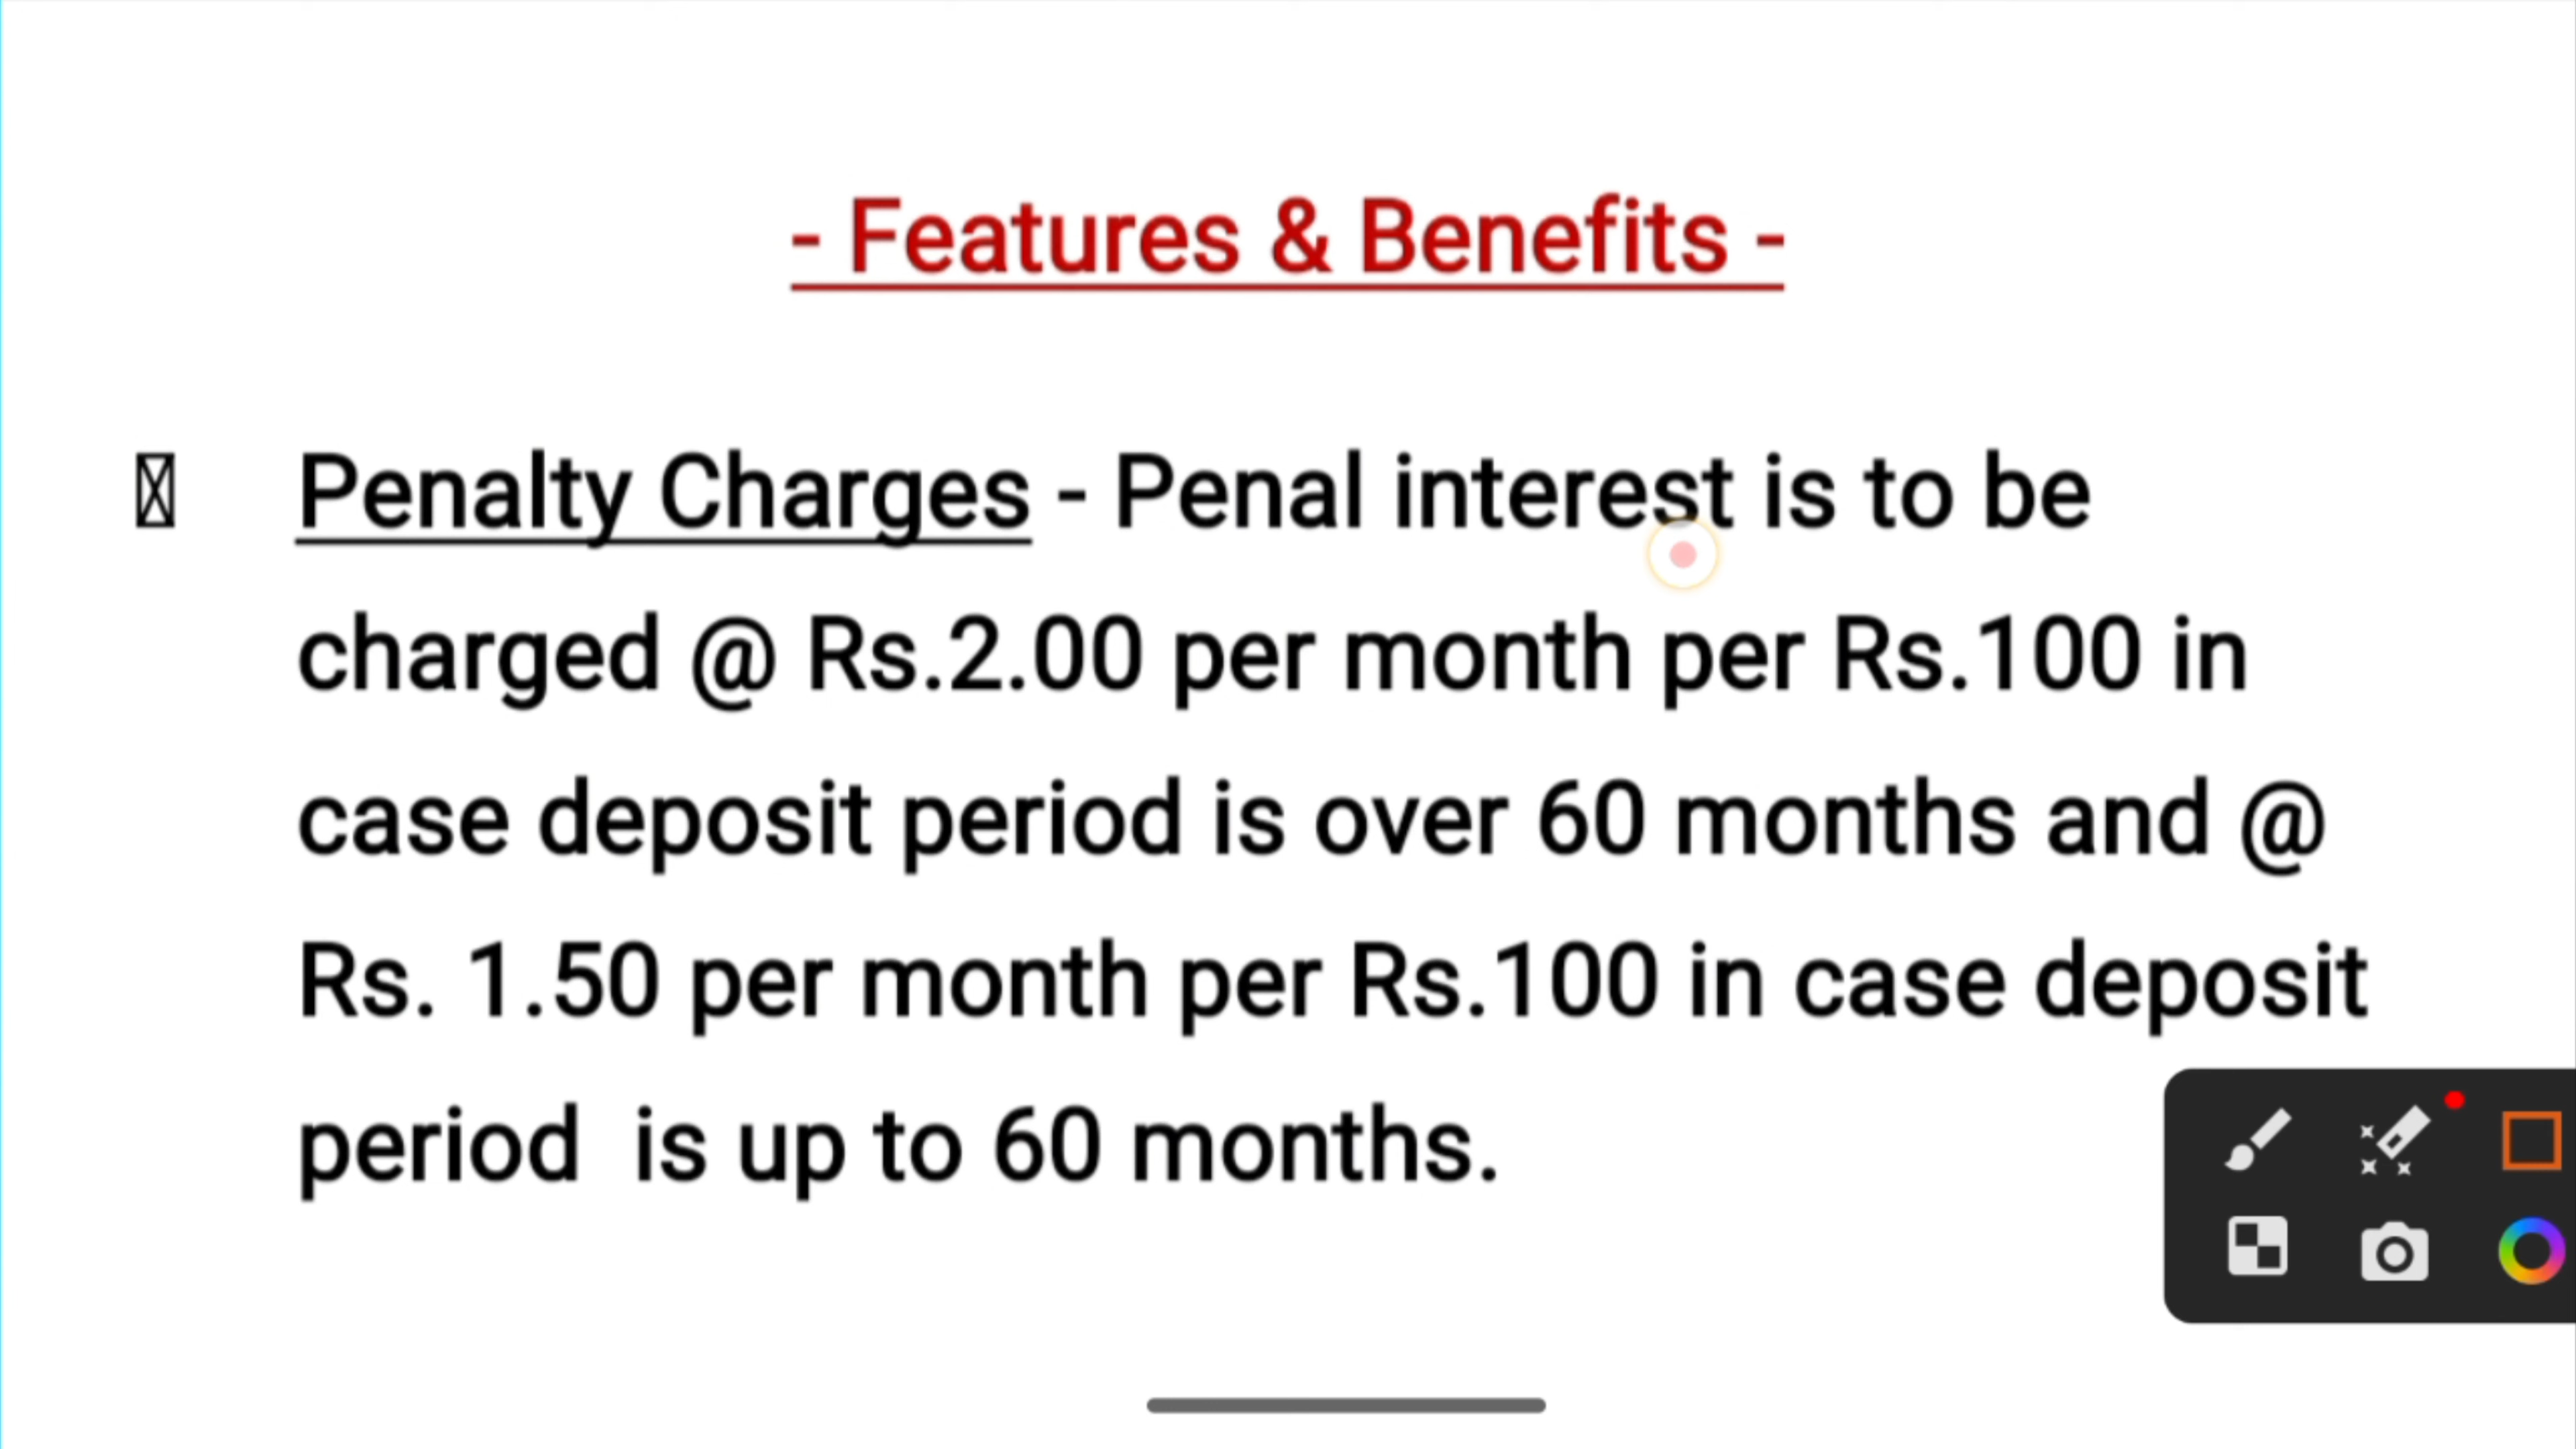 - Features & Benefits -
Penalty Charges - Penal interest is to be
charged @ Rs.2.00 per month per Rs.100 in
case deposit period is over 60 months and @
Rs. 1.50 per month per Rs.100 in case deposit
period  is up to 60 months.